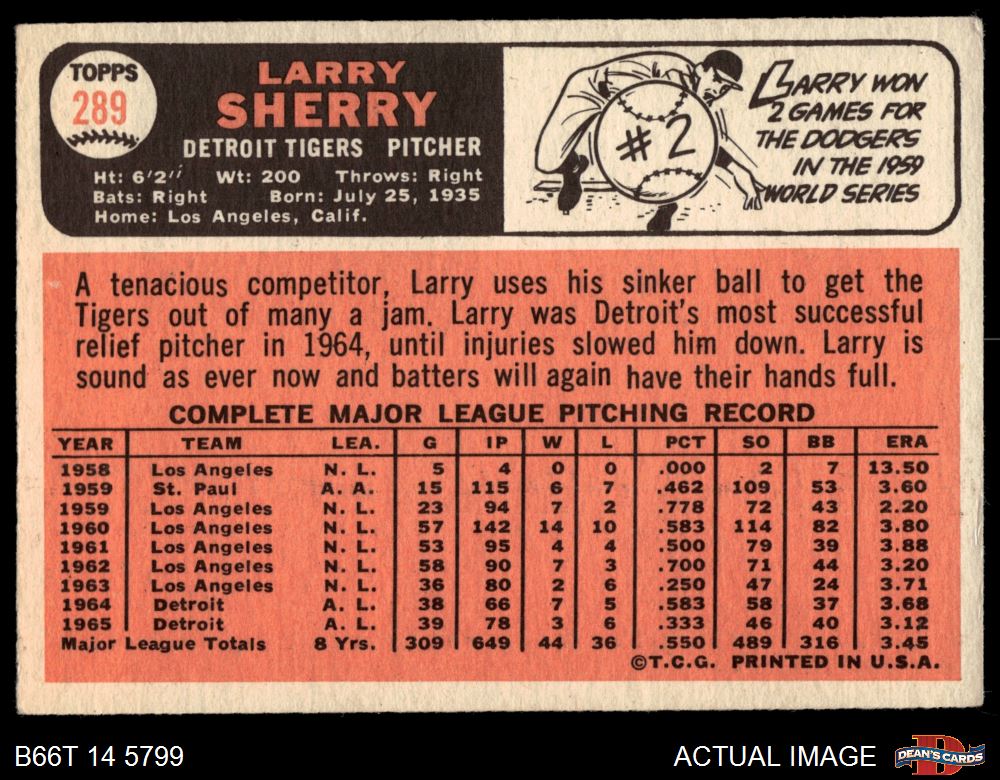 TOPPS
289
LARRY
SHERRY
DETROIT TIGERS PITCHER
Ht: 6'2" Wt: 200 Throws: Right
Bats: Right Born: July 25, 1935
Home: Los Angeles, Calif.
#2
LARRY WON
2 GAMES FOR
THE DODGERS
IN THE 1959
WORLD SERIES
A tenacious competitor, Larry uses his sinker ball to get the
Tigers out of many a jam. Larry was Detroit's most successful
relief pitcher in 1964, until injuries slowed him down. Larry is
sound as ever now and batters will again have their hands full.
COMPLETE MAJOR LEAGUE PITCHING RECORD
YEAR TEAM LEA. G IP W L PCT SO BB ERA
1958 Los Angeles N. L. 5 4 0 0 .000 2 7 13.50
1959 St. Paul A. A. 15 115 6 7 .462 109 53 3.60
1959 Los Angeles N. L. 23 94 7 2 .778 72 43 2.20
1960 Los Angeles N. L. 57 142 14 10 .583 114 82 3.80
1961 Los Angeles N. L. 53 95 4 4 .500 79 39 3.88
1962 Los Angeles N. L. 58 90 7 3 .700 71 44 3.20
1963 Los Angeles N. L. 36 80 2 6 .250 47 24 3.71
1964 Detroit A. L. 38 66 7 5 .583 58 37 3.68
1965 Detroit A. L. 39 78 3 6 .333 46 40 3.12
Major League Totals 8 Yrs. 309 649 44 36 .550 489 316 3.45
©T.C.G. PRINTED IN U.S.A.
B66T 14 5799
ACTUAL IMAGE
D
DEAN'S CARDS